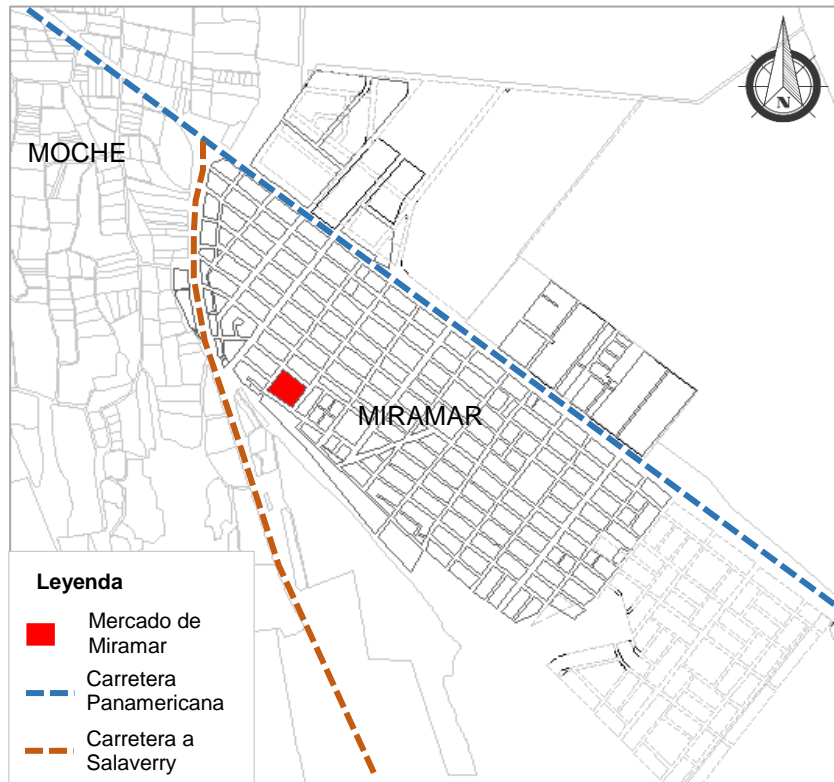 N
MOCHE
MIRAMAR
Leyenda
Mercado de
Miramar
Carretera
Panamericana
Carretera a
Salaverry